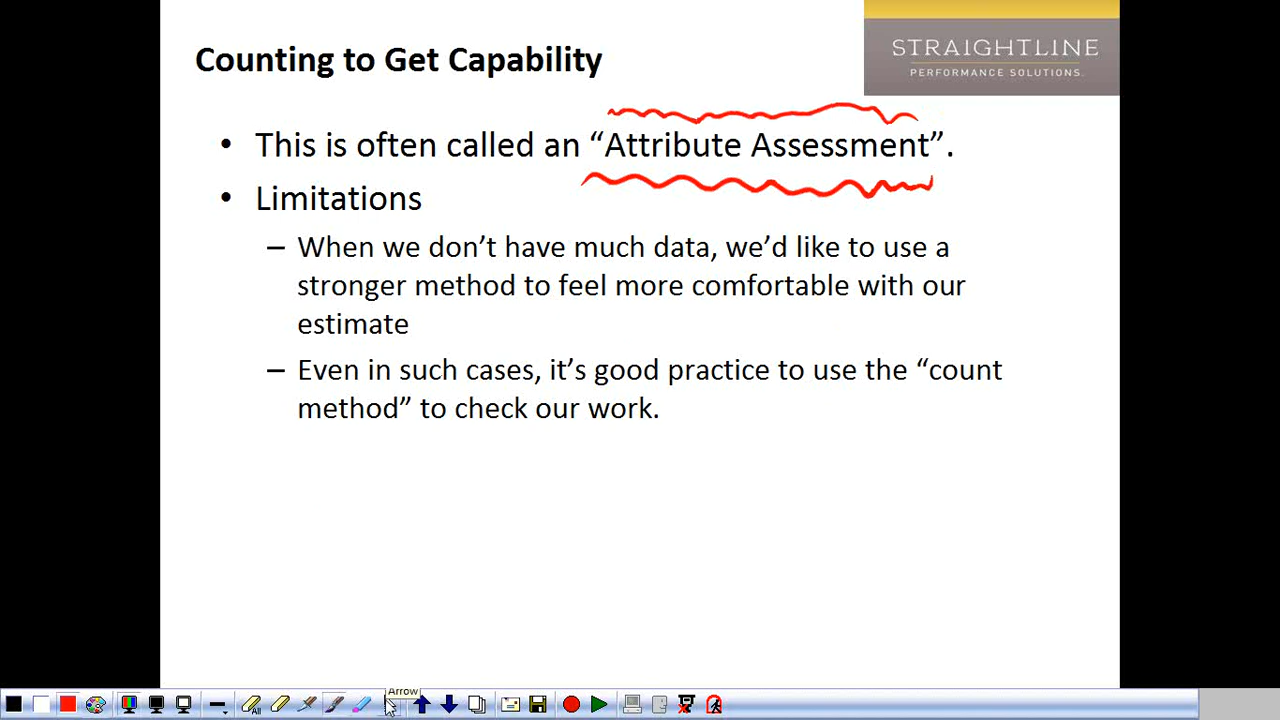 Counting to Get Capability
STRAIGHTLINE
PERFORMANCE SOLUTIONS.
• This is often called an “Attribute Assessment”.
• Limitations
– When we don’t have much data, we’d like to use a
stronger method to feel more comfortable with our
estimate
– Even in such cases, it’s good practice to use the “count
method” to check our work.
Arrow
All